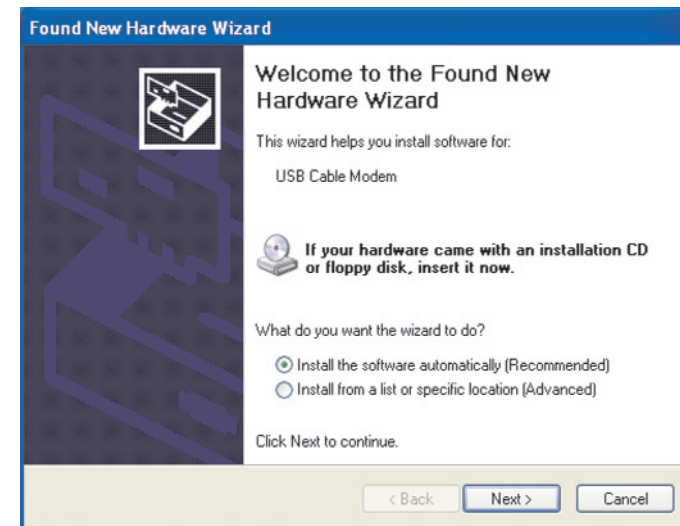 Found New Hardware Wizard
Welcome to the Found New
Hardware Wizard
This wizard helps you install software for:
USB Cable Modem
If your hardware came with an installation CD
or floppy disk, insert it now.
What do you want the wizard to do?
Install the software automatically (Recommended)
Install from a list or specific location (Advanced)
Click Next to continue.
< Back Next > Cancel